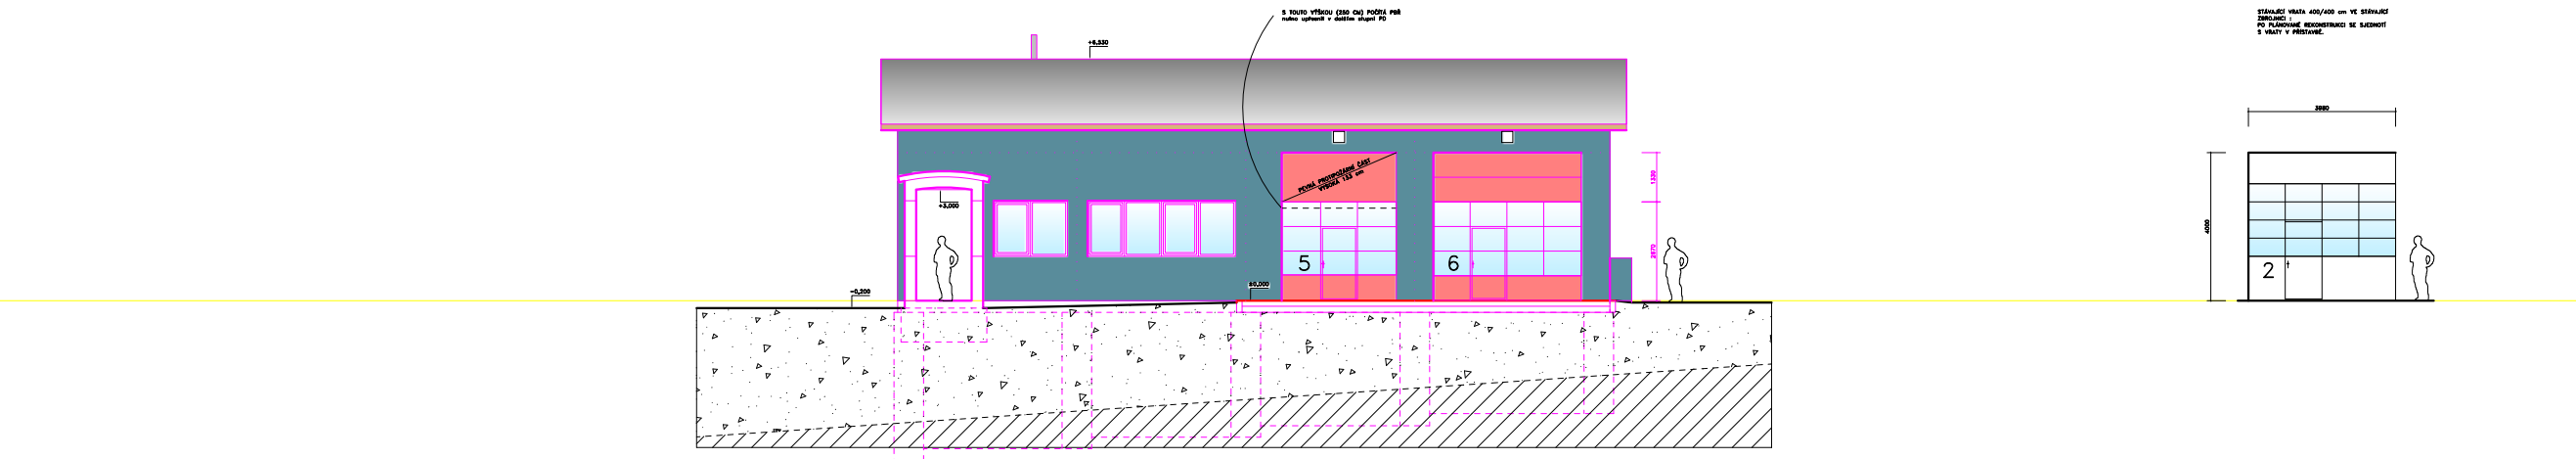 S TOUTO VÝŠKOU (250 CM) POČÍTÁ PBŘ
nutno upřesnit v dalším stupni PD
STÁVAJÍCÍ VRATA 400/400 cm VE STÁVAJÍCÍ
ZBROJNICI :
PO PLÁNOVANÉ REKONSTRUKCI SE SJEDNOTÍ
S VRATY V PŘÍSTAVBĚ.
+6,530
3980
PEVNÁ PROTIPOŽÁRNÍ ČÁST
VYSOKÁ 133 cm
1330
+3,000
4000
2670
5
6
2
±0,000
-0,200